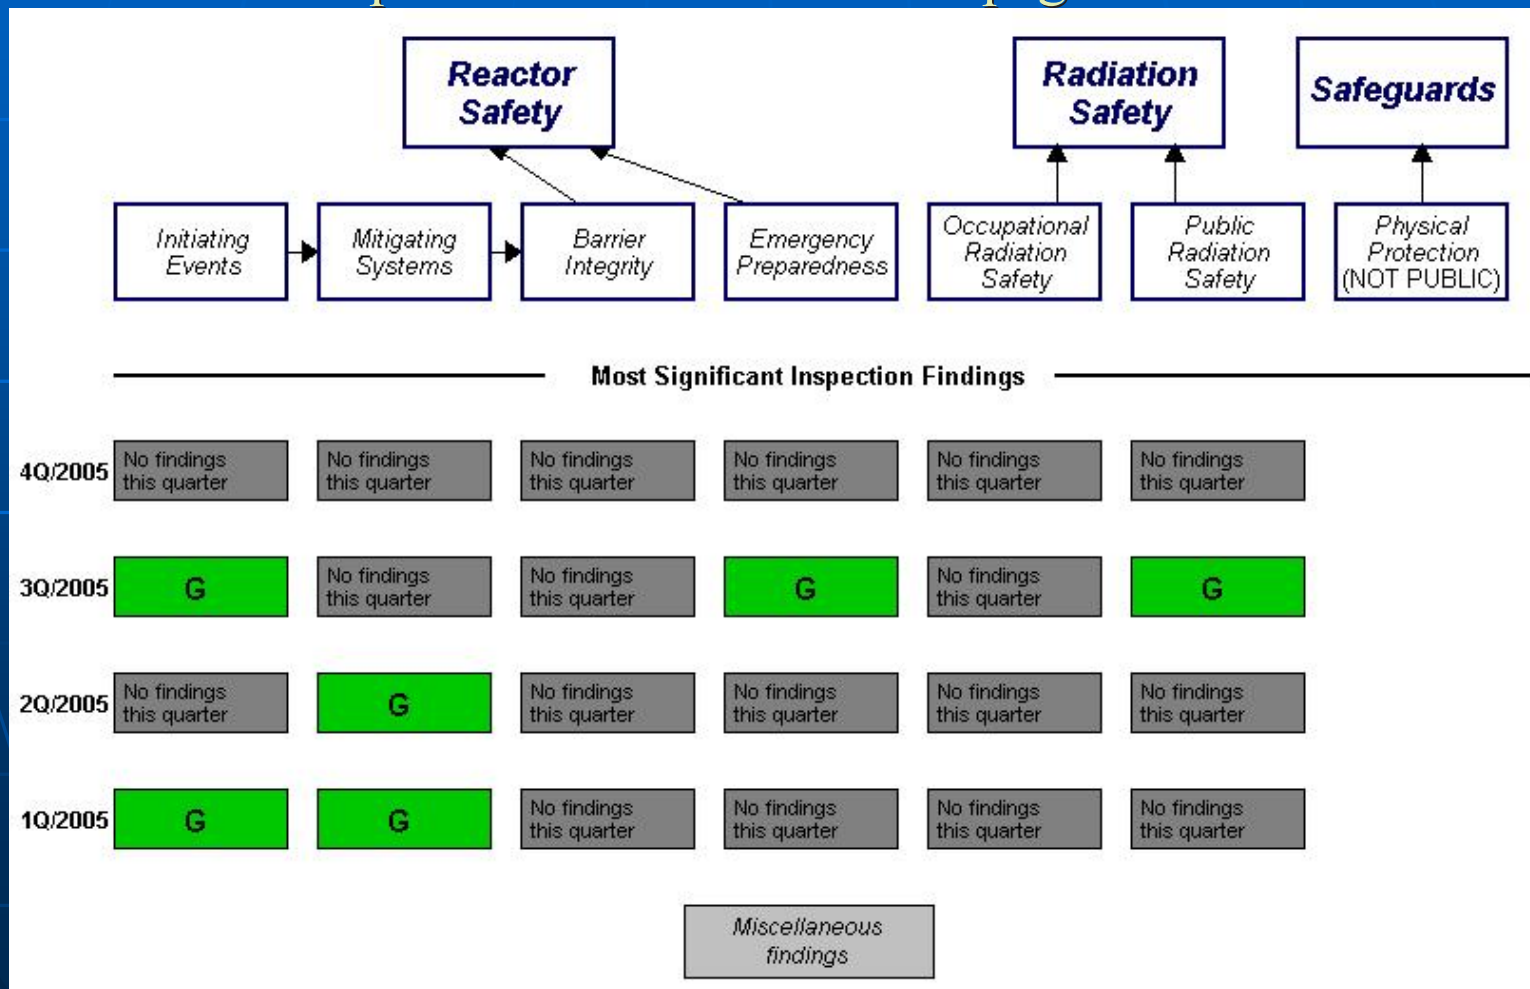 Reactor
Safety
Radiation
Safety
Safeguards
Initiating
Events
Mitigating
Systems
Barrier
Integrity
Emergency
Preparedness
Occupational
Radiation
Safety
Public
Radiation
Safety
Physical
Protection
(NOT PUBLIC)
Most Significant Inspection Findings
4Q/2005
No findings
this quarter
No findings
this quarter
No findings
this quarter
No findings
this quarter
No findings
this quarter
No findings
this quarter
3Q/2005
G
No findings
this quarter
No findings
this quarter
G
No findings
this quarter
G
2Q/2005
No findings
this quarter
G
No findings
this quarter
No findings
this quarter
No findings
this quarter
No findings
this quarter
1Q/2005
G
G
No findings
this quarter
No findings
this quarter
No findings
this quarter
No findings
this quarter
Miscellaneous
findings